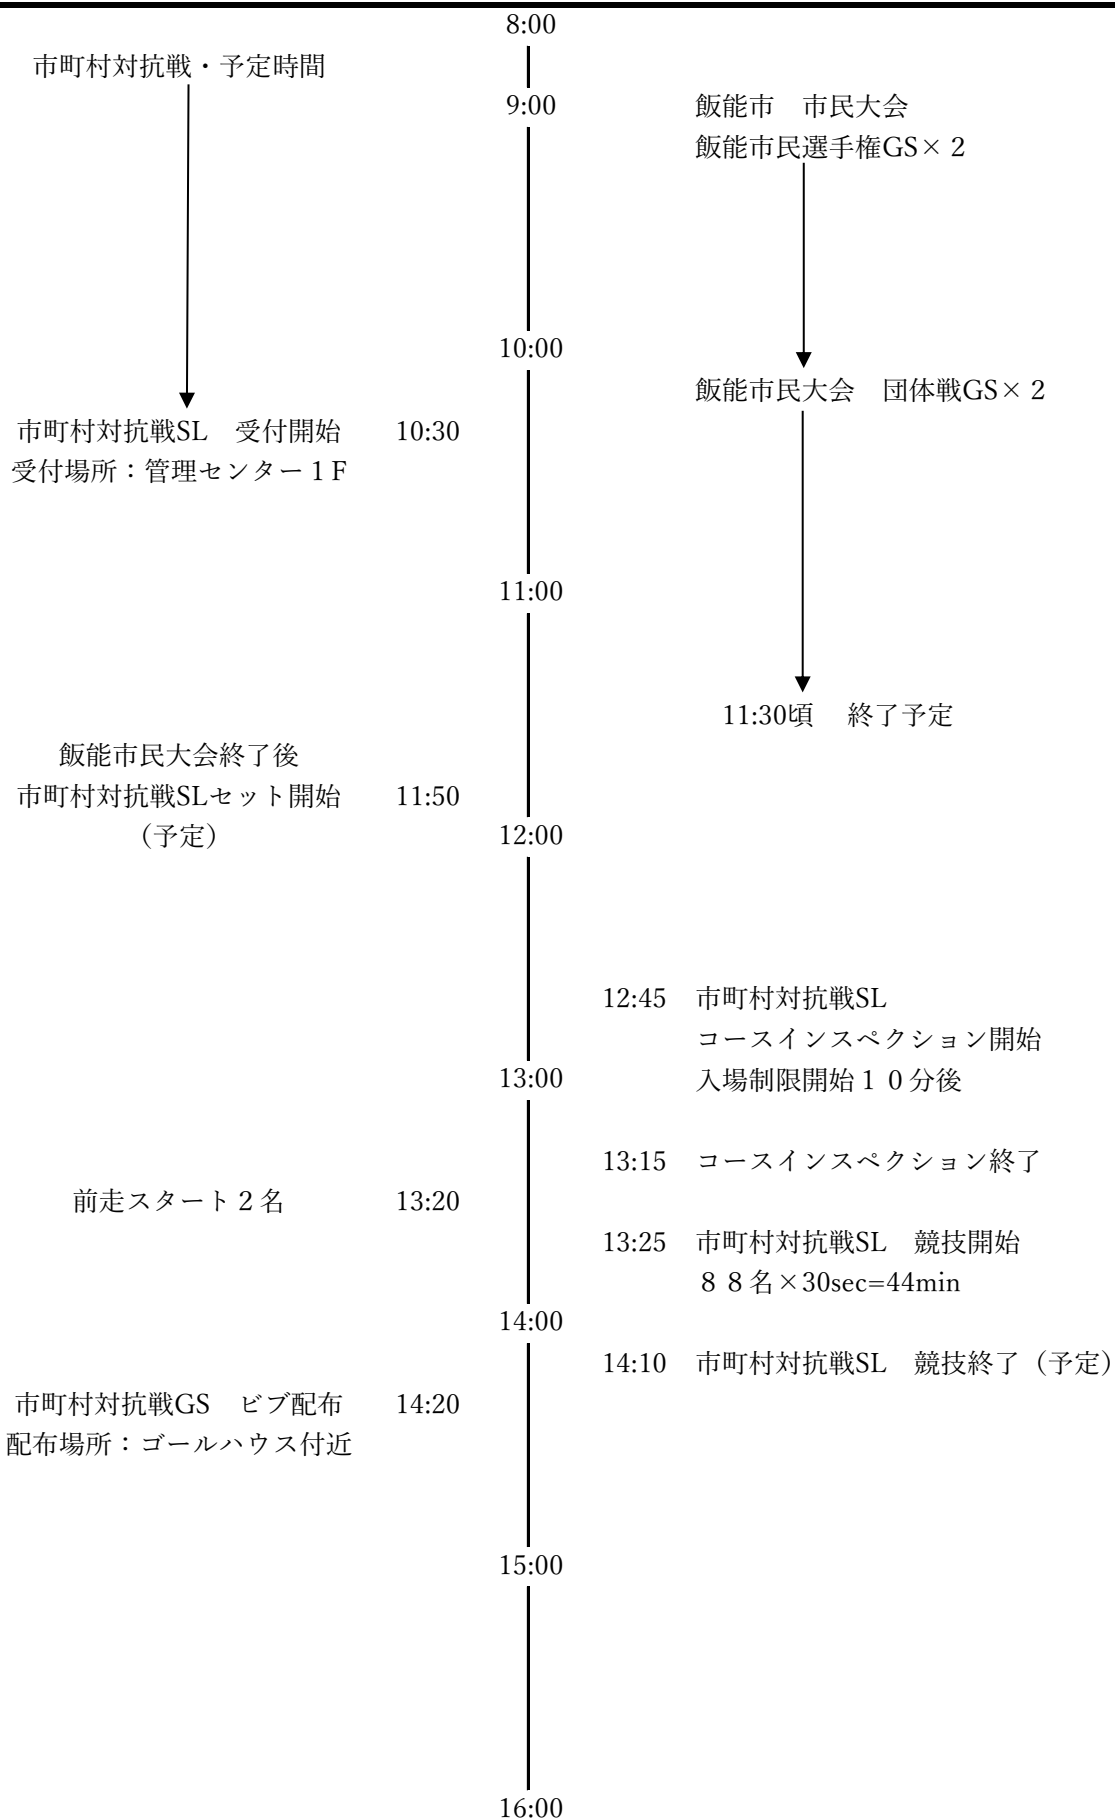 8:00
市町村対抗戦・予定時間
9:00 飯能市　市民大会
飯能市民選手権GS×２
10:00
飯能市民大会　団体戦GS×２
市町村対抗戦SL　受付開始 10:30
受付場所：管理センター１F
11:00
11:30頃　終了予定
飯能市民大会終了後
市町村対抗戦SLセット開始 11:50
（予定） 12:00
12:45 市町村対抗戦SL
コースインスペクション開始
13:00 入場制限開始１０分後
13:15 コースインスペクション終了
前走スタート２名 13:20
13:25 市町村対抗戦SL　競技開始
８８名×30sec=44min
14:00
14:10 市町村対抗戦SL　競技終了（予定）
市町村対抗戦GS　ビブ配布 14:20
配布場所：ゴールハウス付近
15:00
16:00